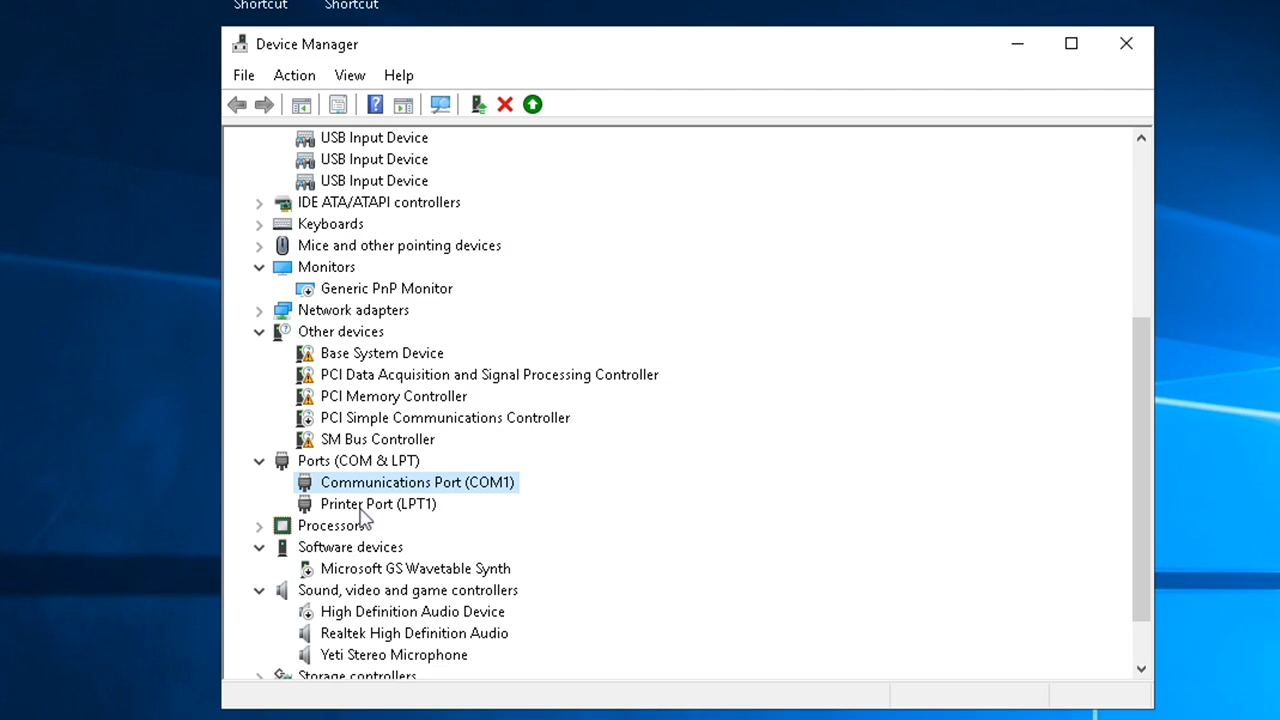 Shortcut Shortcut
Device Manager
File Action View Help
USB Input Device
USB Input Device
USB Input Device
IDE ATA/ATAPI controllers
Keyboards
Mice and other pointing devices
Monitors
Generic PnP Monitor
Network adapters
Other devices
Base System Device
PCI Data Acquisition and Signal Processing Controller
PCI Memory Controller
PCI Simple Communications Controller
SM Bus Controller
Ports (COM & LPT)
Communications Port (COM1)
Printer Port (LPT1)
Processors
Software devices
Microsoft GS Wavetable Synth
Sound, video and game controllers
High Definition Audio Device
Realtek High Definition Audio
Yeti Stereo Microphone
Storage controllers